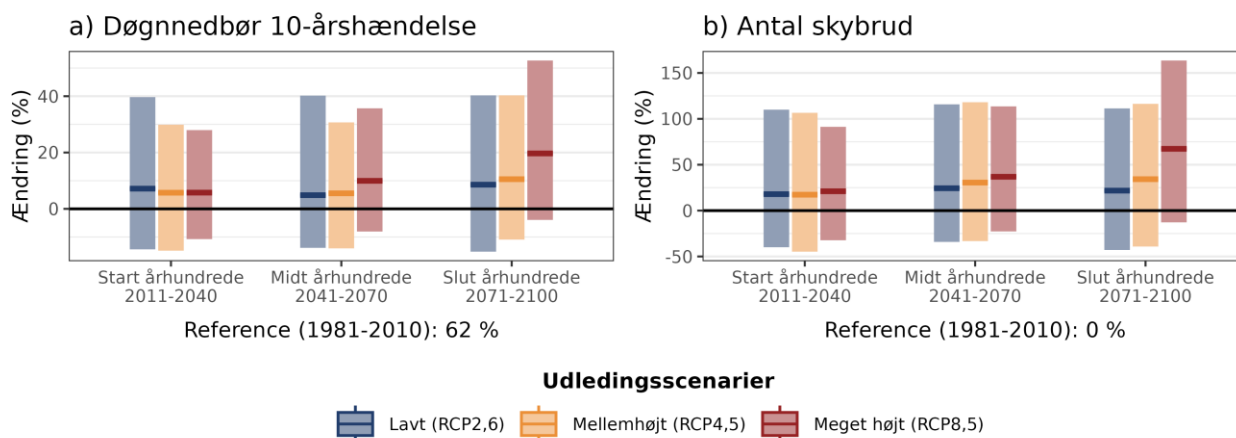 a) Døgnnedbør 10-årshændelse
Ændring (%)
40
20
0
Start århundrede
2011-2040
Midt århundrede
2041-2070
Slut århundrede
2071-2100
Reference (1981-2010): 62 %
b) Antal skybrud
Ændring (%)
150
100
50
0
-50
Start århundrede
2011-2040
Midt århundrede
2041-2070
Slut århundrede
2071-2100
Reference (1981-2010): 0 %
Udledingsscenarier
Lavt (RCP2,6)
Mellemhøjt (RCP4,5)
Meget højt (RCP8,5)